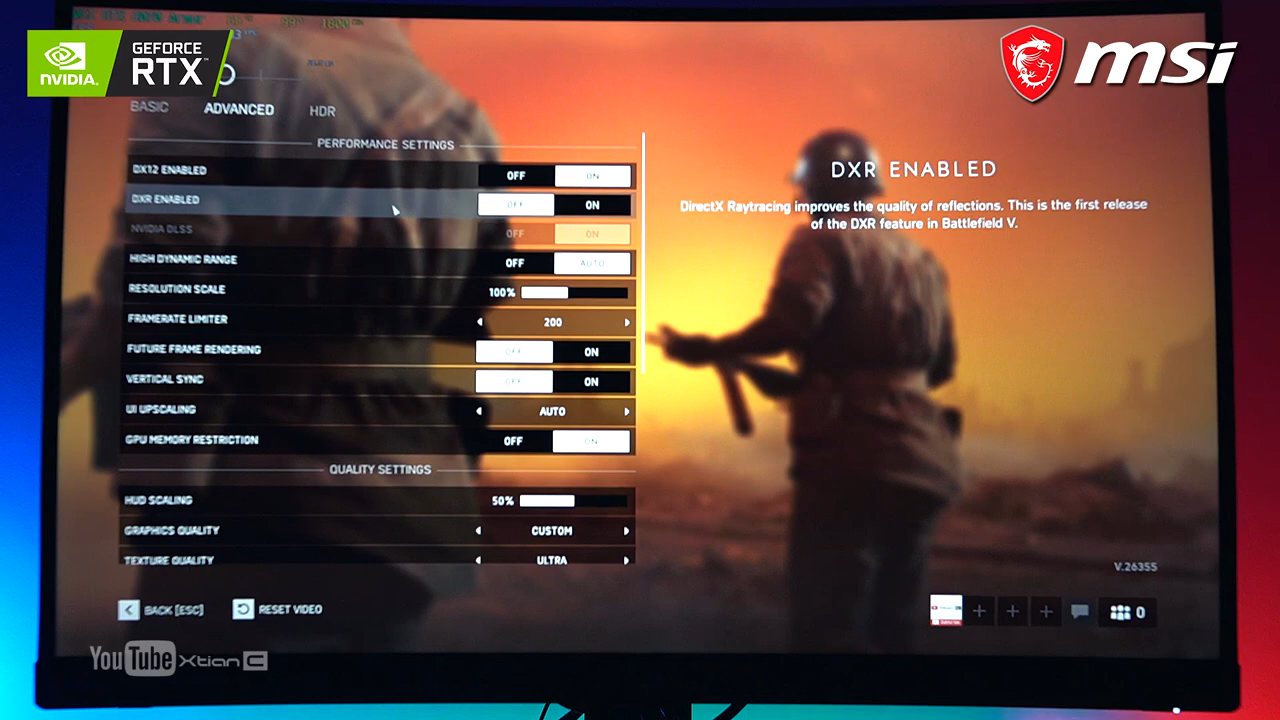 NVIDIA.
GEFORCE
RTX™
msi
BASIC
ADVANCED
HDR
PERFORMANCE SETTINGS
DX12 ENABLED OFF ON
DXR ENABLED OFF ON
NVIDIA DLSS OFF ON
HIGH DYNAMIC RANGE OFF AUTO
RESOLUTION SCALE 100%
FRAMERATE LIMITER 200
FUTURE FRAME RENDERING OFF ON
VERTICAL SYNC OFF ON
UI UPSCALING AUTO
GPU MEMORY RESTRICTION OFF ON
QUALITY SETTINGS
HUD SCALING 50%
GRAPHICS QUALITY CUSTOM
TEXTURE QUALITY ULTRA
DXR ENABLED
DirectX Raytracing improves the quality of reflections. This is the first release
of the DXR feature in Battlefield V.
V.26355
BACK [ESC]
RESET VIDEO
0
YouTube Xtian C